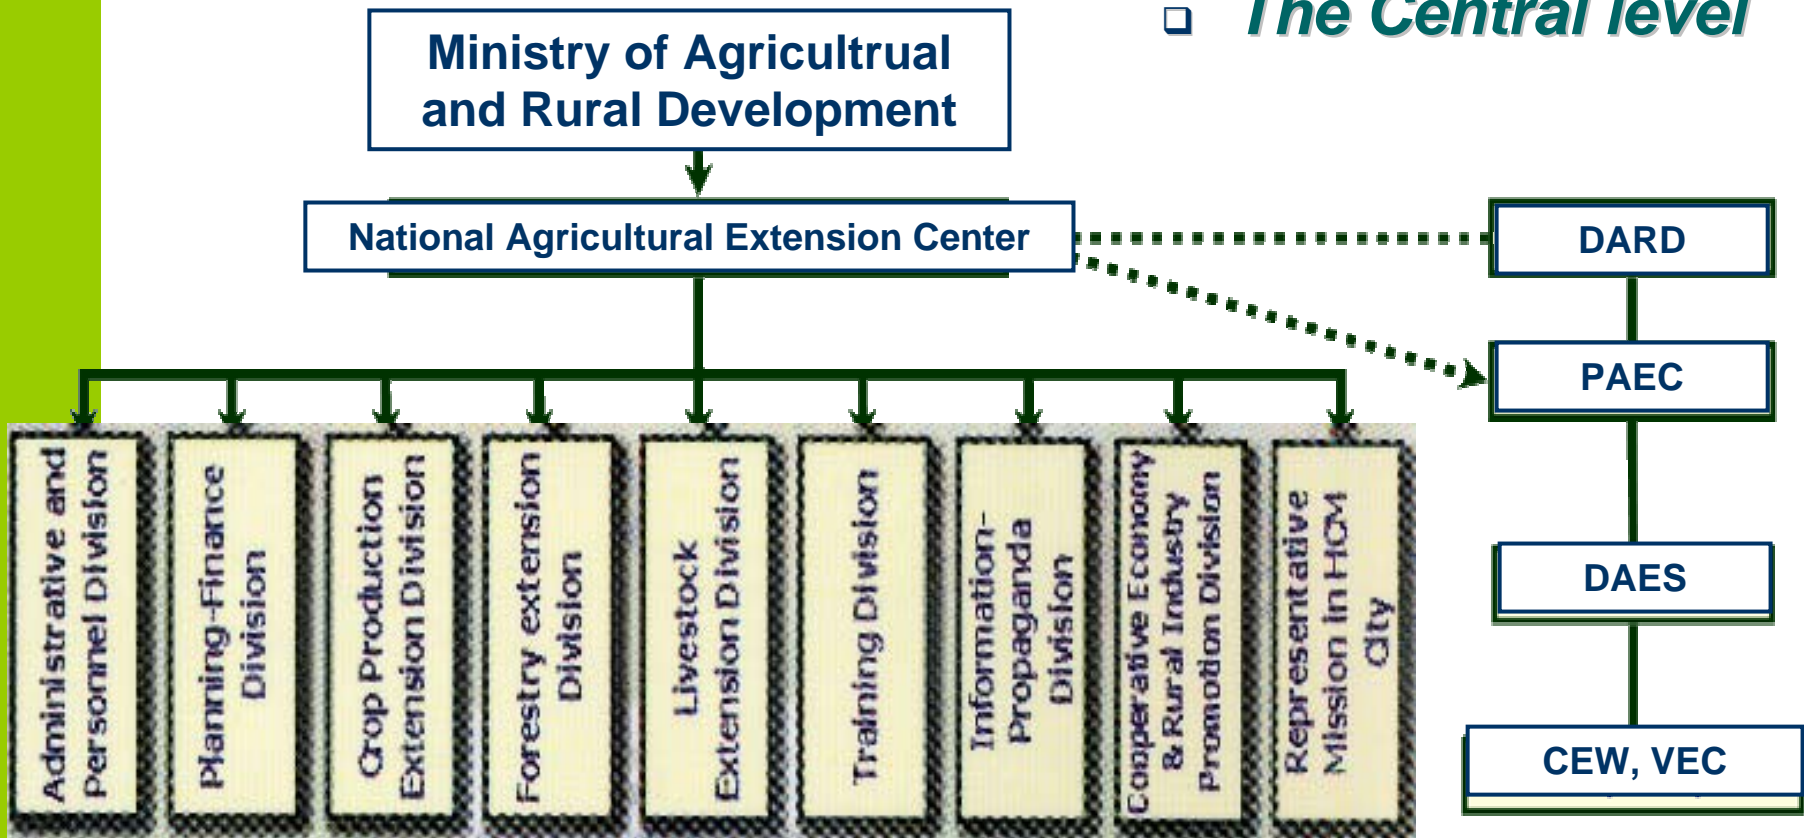 The Central level
Ministry of Agricultrual
and Rural Development
National Agricultural Extension Center
DARD
PAEC
DAES
CEW, VEC
Administrative and
Personnel Division
Planning-Finance
Division
Crop Production
Extension Division
Forestry extension
Division
Livestock
Extension Division
Training Division
Information-
Propaganda
Division
Cooperative Economy
& Rural Industry
Promotion Division
Representative
Mission in HCM
City